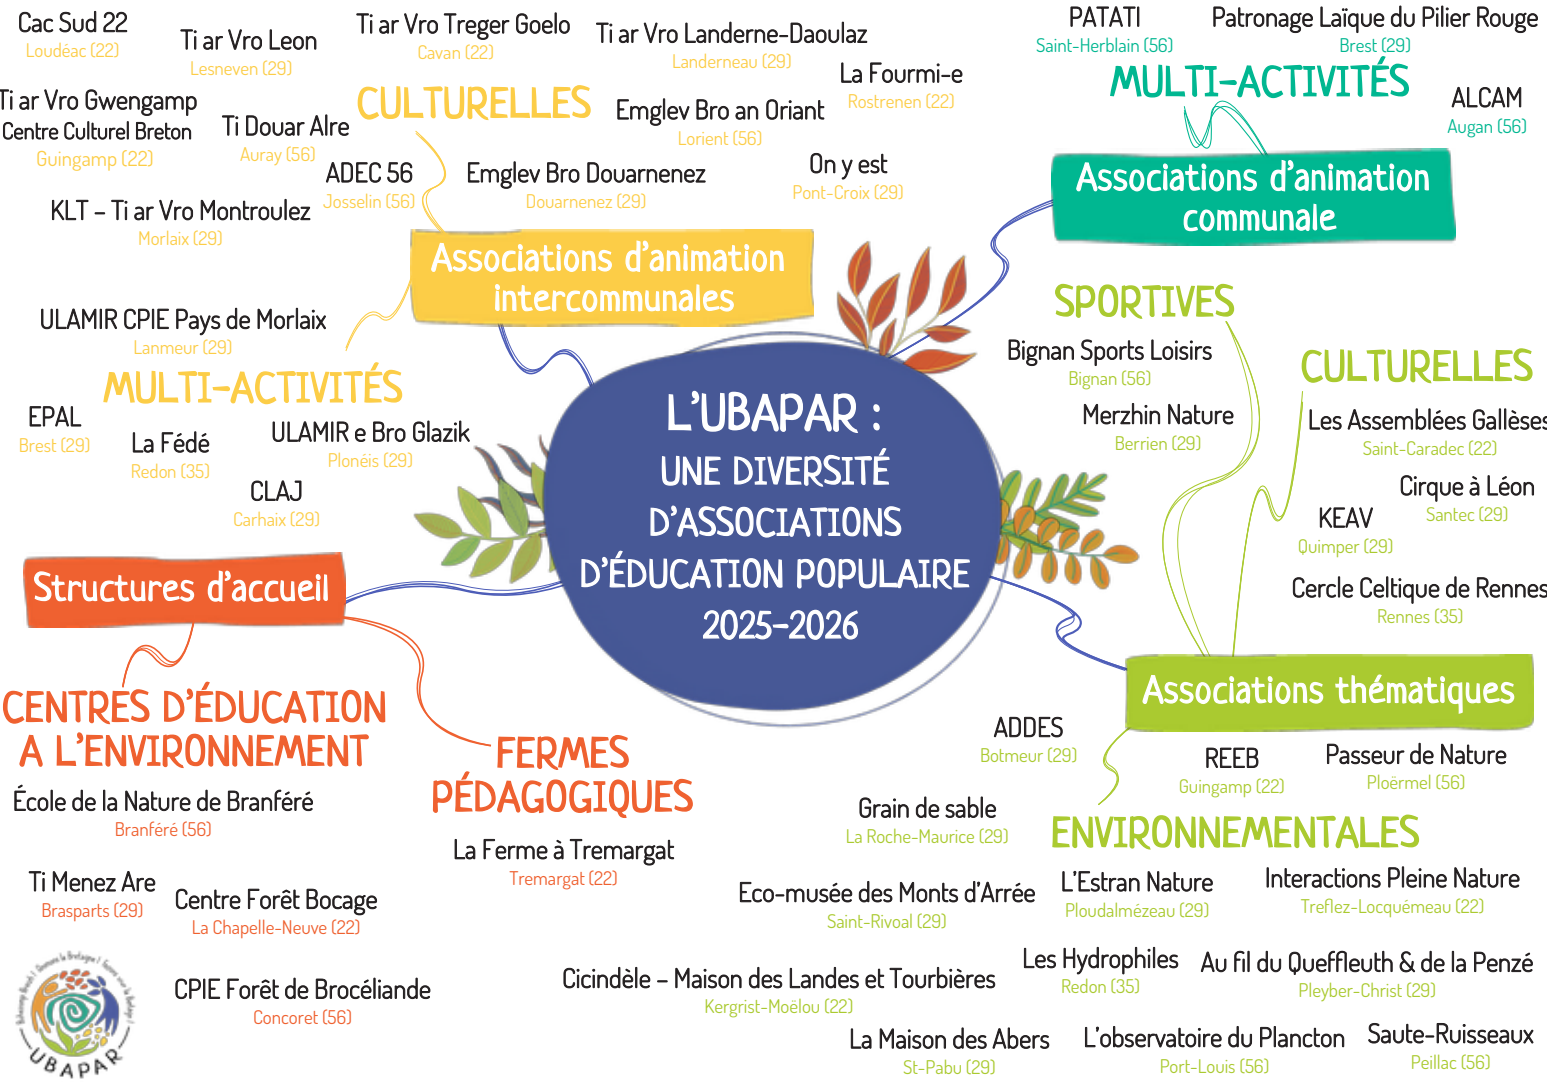 Cac Sud 22
Loudéac (22)
Ti ar Vro Leon
Lesneven (29)
Ti ar Vro Treger Goelo
Cavan (22)
Ti ar Vro Landerne-Daoulaz
Landerneau (29)
La Fourmi-e
Rostrenen (22)
Ti ar Vro Gwengamp
Centre Culturel Breton
Guingamp (22)
Ti Douar Alre
Auray (56)
CULTURELLES
Emglev Bro an Oriant
Lorient (56)
ADEC 56
Josselin (56)
Emglev Bro Douarnenez
Douarnenez (29)
On y est
Pont-Croix (29)
KLT – Ti ar Vro Montroulez
Morlaix (29)
Associations d'animation
intercommunales
ULAMIR CPIE Pays de Morlaix
Lanmeur (29)
MULTI-ACTIVITÉS
EPAL
Brest (29)
La Fédé
Redon (35)
ULAMIR e Bro Glazik
Plonéis (29)
CLAJ
Carhaix (29)
PATATI
Saint-Herblain (56)
Patronage Laïque du Pilier Rouge
Brest (29)
MULTI-ACTIVITÉS
ALCAM
Augan (56)
Associations d'animation
communale
L'UBAPAR :
UNE DIVERSITÉ
D'ASSOCIATIONS
D'ÉDUCATION POPULAIRE
2025-2026
SPORTIVES
Bignan Sports Loisirs
Bignan (56)
Merzhin Nature
Berrien (29)
CULTURELLES
Les Assemblées Gallèses
Saint-Caradec (22)
Cirque à Léon
Santec (29)
KEAV
Quimper (29)
Cercle Celtique de Rennes
Rennes (35)
Associations thématiques
ADDES
Botmeur (29)
REEB
Guingamp (22)
Passeur de Nature
Ploërmel (56)
Grain de sable
La Roche-Maurice (29)
ENVIRONNEMENTALES
Eco-musée des Monts d'Arrée
Saint-Rivoal (29)
L'Estran Nature
Ploudalmézeau (29)
Interactions Pleine Nature
Treflez-Locquémeau (22)
Cicindèle – Maison des Landes et Tourbières
Kergrist-Moëlou (22)
Les Hydrophiles
Redon (35)
Au fil du Queffleuth & de la Penzé
Pleyber-Christ (29)
La Maison des Abers
St-Pabu (29)
L'observatoire du Plancton
Port-Louis (56)
Saute-Ruisseaux
Peillac (56)
Structures d'accueil
CENTRES D'ÉDUCATION
A L'ENVIRONNEMENT
École de la Nature de Branféré
Branféré (56)
Ti Menez Are
Brasparts (29)
Centre Forêt Bocage
La Chapelle-Neuve (22)
CPIE Forêt de Brocéliande
Concoret (56)
FERMES
PÉDAGOGIQUES
La Ferme à Tremargat
Tremargat (22)
UBAPAR